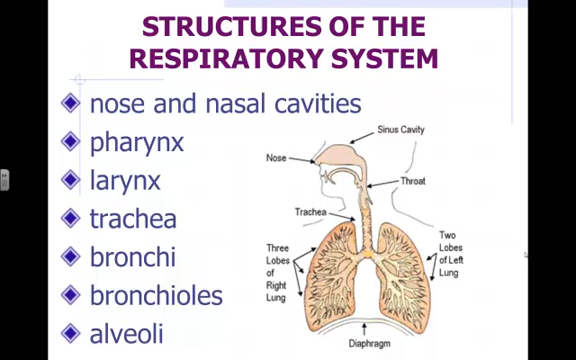 STRUCTURES OF THE
RESPIRATORY SYSTEM
nose and nasal cavities
pharynx
larynx
trachea
bronchi
bronchioles
alveoli
Sinus Cavity
Nose
Throat
Trachea
Three
Lobes
of
Right
Lung
Two
Lobes
of Left
Lung
Diaphragm